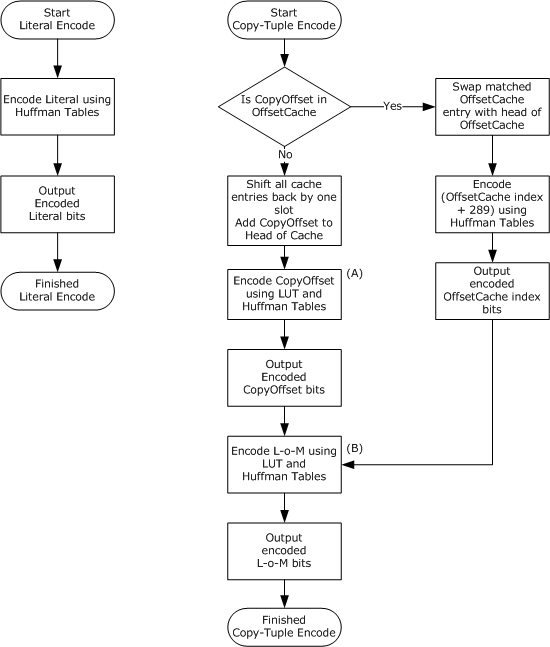 Start
Literal Encode
Encode Literal using
Huffman Tables
Output
Encoded
Literal bits
Finished
Literal Encode
Start
Copy-Tuple Encode
Is CopyOffset in
OffsetCache
Yes
No
Swap matched
OffsetCache
entry with head of
OffsetCache
Encode
(OffsetCache index
+ 289) using
Huffman Tables
Output
encoded
OffsetCache index
bits
Shift all cache
entries back by one
slot
Add CopyOffset to
Head of Cache
(A)
Encode CopyOffset
using LUT and
Huffman Tables
Output
Encoded
CopyOffset bits
(B)
Encode L-o-M using
LUT and
Huffman Tables
Output
encoded
L-o-M bits
Finished
Copy-Tuple Encode